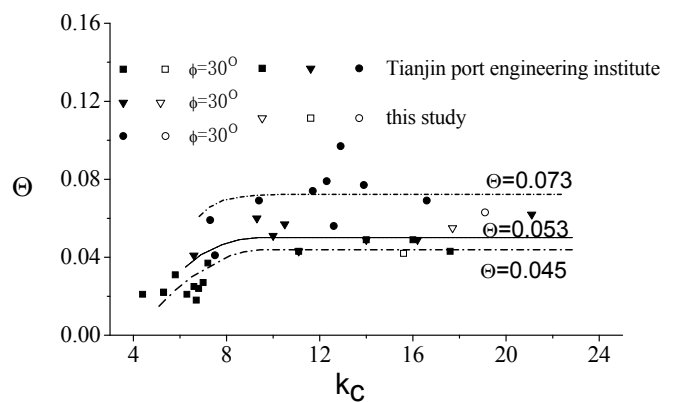 0.16
■ □ ϕ=30° ■ ▼ ● Tianjin port engineering institute
0.12
▼ ▽ ϕ=30°
▽ □ ○ this study
● ○ ϕ=30°
0.08
Θ
Θ=0.073
Θ=0.053
0.04
Θ=0.045
0.00
4 8 12 16 20 24
kC